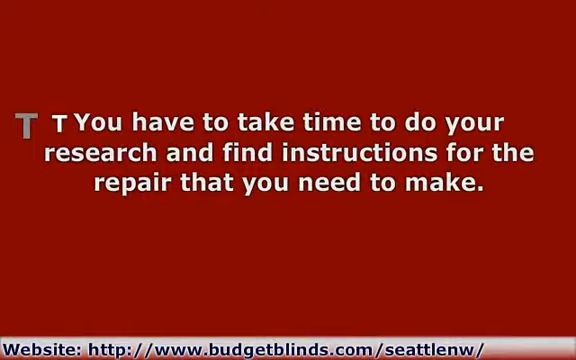 T T You have to take time to do your
research and find instructions for the
repair that you need to make.
Website: http://www.budgetblinds.com/seattlenw/